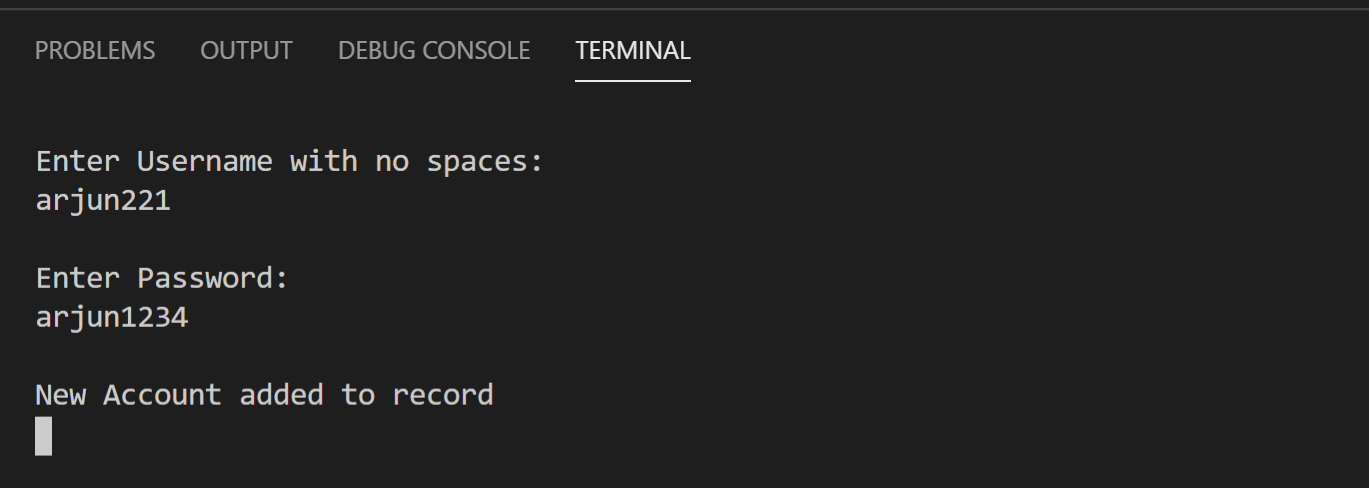 PROBLEMS OUTPUT DEBUG CONSOLE TERMINAL
Enter Username with no spaces:
arjun221
Enter Password:
arjun1234
New Account added to record